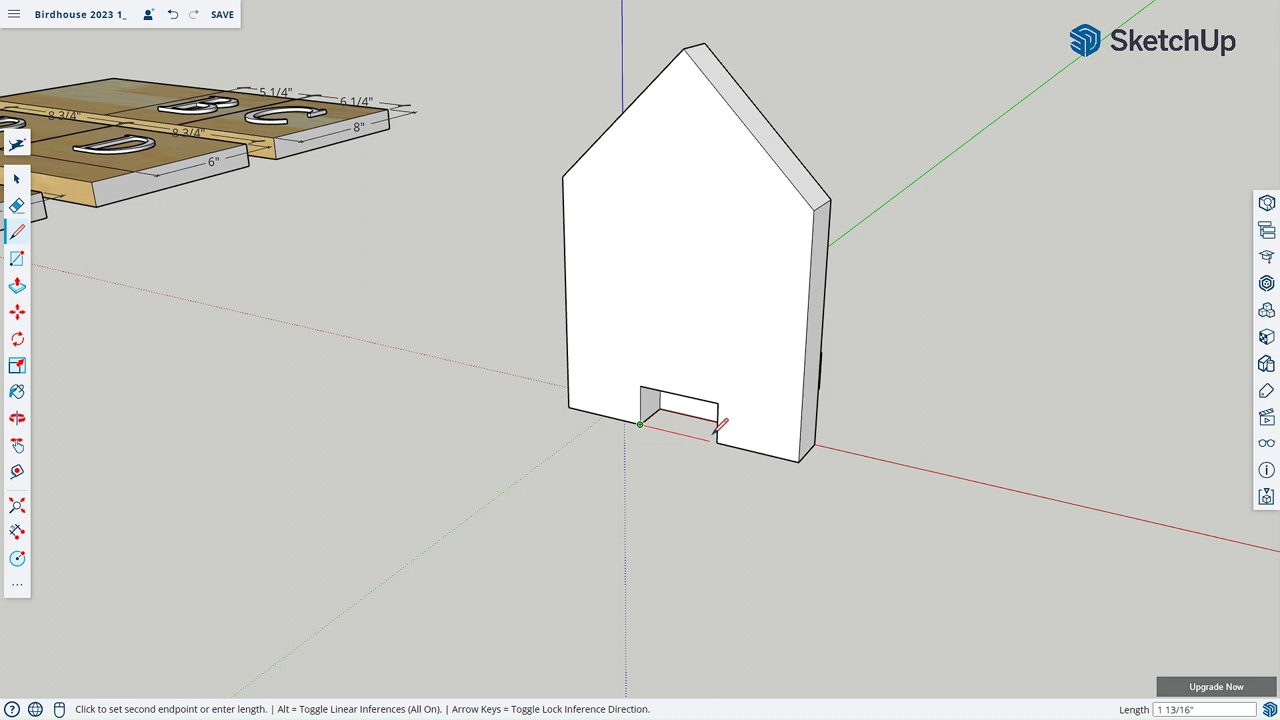 Birdhouse 2023 1_
SAVE
SketchUp
5 1/4"
6 1/4"
B
C
8 3/4"
8 3/4"
8"
D
6"
Upgrade Now
Click to set second endpoint or enter length. | Alt = Toggle Linear Inferences (All On). | Arrow Keys = Toggle Lock Inference Direction.
Length 1 13/16"